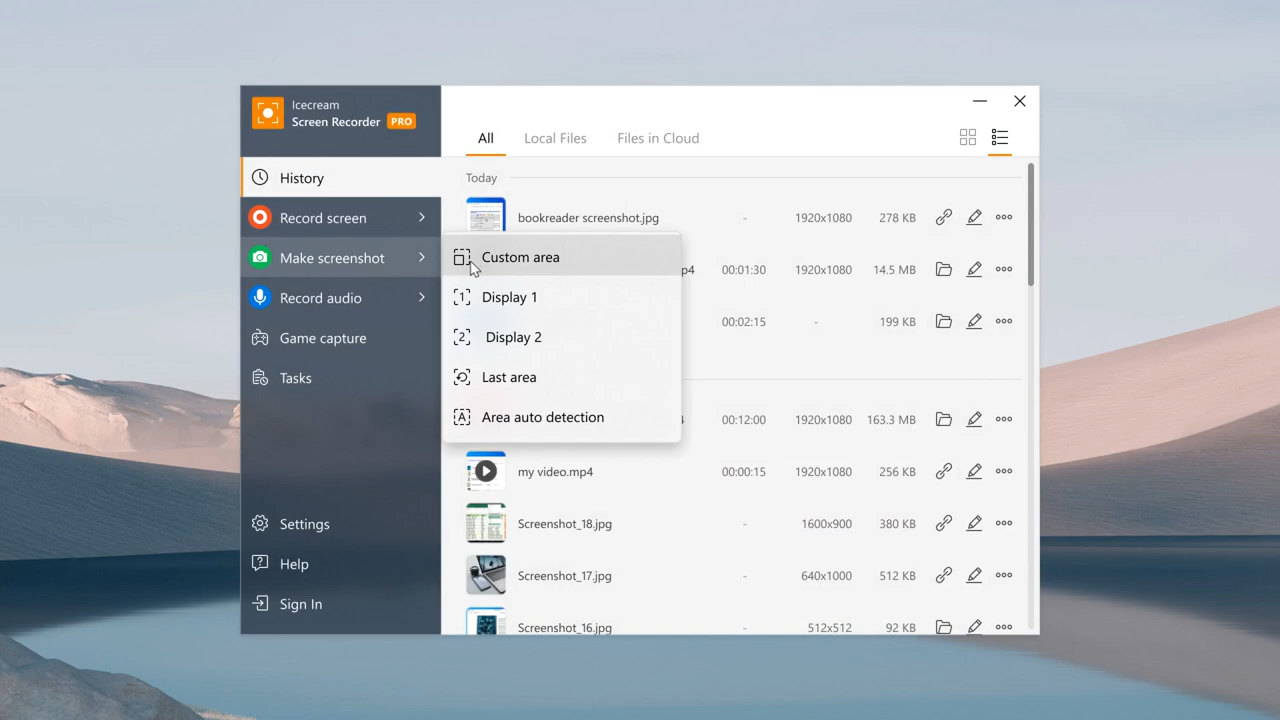 Icecream
Screen Recorder PRO
All Local Files Files in Cloud
History
Today
Record screen
bookreader screenshot.jpg - 1920x1080 278 KB
Make screenshot
Custom area
p4 00:01:30 1920x1080 14.5 MB
Record audio
Display 1
00:02:15 - 199 KB
Game capture
2 Display 2
Tasks
Last area
A Area auto detection
4 00:12:00 1920x1080 163.3 MB
my video.mp4 00:00:15 1920x1080 256 KB
Settings
Screenshot_18.jpg - 1600x900 380 KB
Help
Screenshot_17.jpg - 640x1000 512 KB
Sign In
Screenshot_16.jpg - 512x512 92 KB